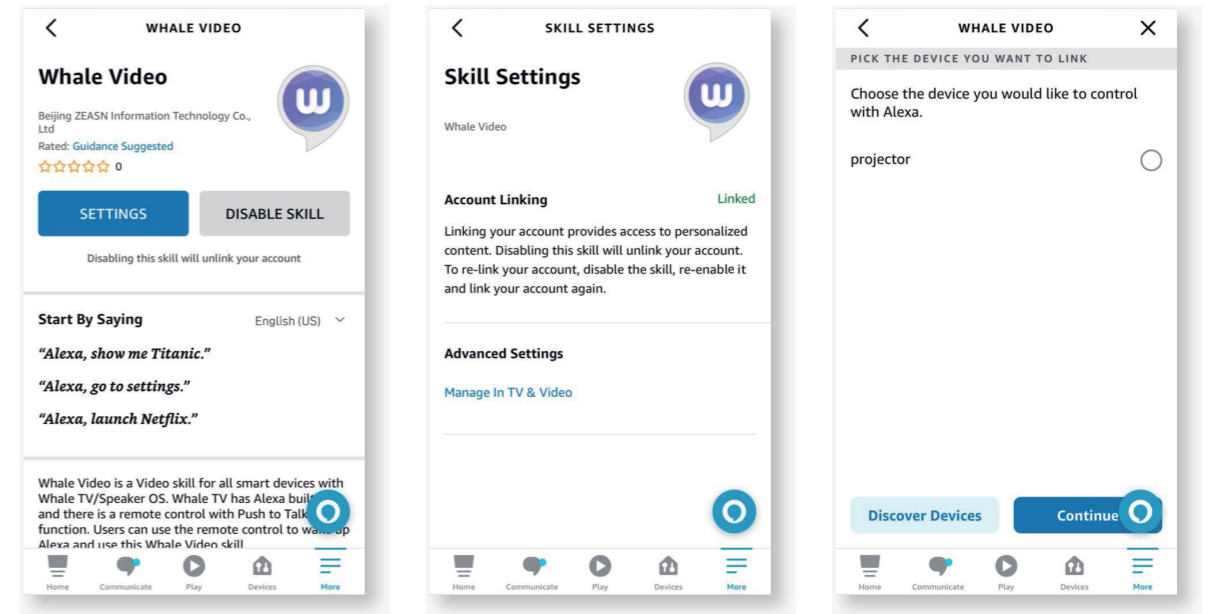 WHALE VIDEO
Whale Video
Beijing ZEASN Information Technology Co.,
Ltd
Rated: Guidance Suggested
0
SETTINGS
DISABLE SKILL
Disabling this skill will unlink your account
Start By Saying
English (US)
“Alexa, show me Titanic.”
“Alexa, go to settings.”
“Alexa, launch Netflix.”
Whale Video is a Video skill for all smart devices with
Whale TV/Speaker OS. Whale TV has Alexa
and there is a remote control with Push to Talk
function. Users can use the remote control to up
Alexa and use this Whale Video skill
Home Communicate Play Devices More
SKILL SETTINGS
Skill Settings
Whale Video
Account Linking
Linked
Linking your account provides access to personalized
content. Disabling this skill will unlink your account.
To re-link your account, disable the skill, re-enable it
and link your account again.
Advanced Settings
Manage In TV & Video
Home Communicate Play Devices More
WHALE VIDEO
PICK THE DEVICE YOU WANT TO LINK
Choose the device you would like to control
with Alexa.
projector
Discover Devices
Continue
Home Communicate Play Devices More